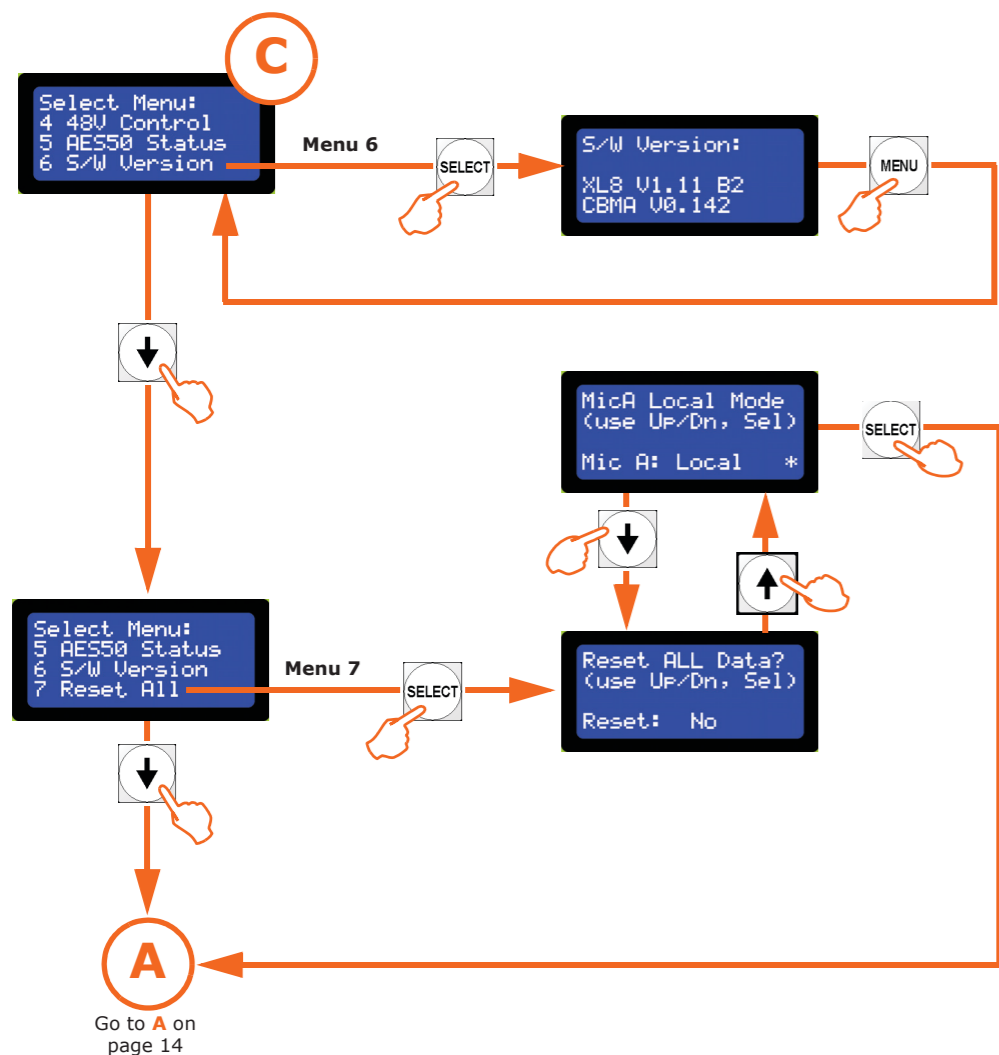 C
Select Menu:
4 48V Control
5 AES50 Status
6 S/W Version
Menu 6
SELECT
S/W Version:
XL8 V1.11 B2
CBMA V0.142
MENU
MicA Local Mode
(use Up/Dn, Sel)
Mic A: Local *
SELECT
Select Menu:
5 AES50 Status
6 S/W Version
7 Reset All
Menu 7
SELECT
Reset ALL Data?
(use Up/Dn, Sel)
Reset: No
A
Go to A on
page 14